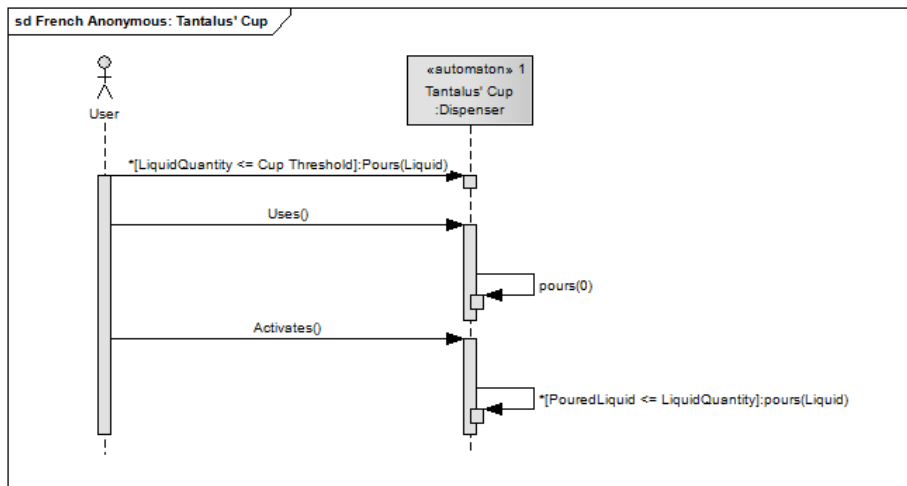 sd French Anonymous: Tantalus' Cup
«automaton» 1
Tantalus' Cup
:Dispenser
User
*[LiquidQuantity <= Cup Threshold]:Pours(Liquid)
Uses()
pours(0)
Activates()
*[PouredLiquid <= LiquidQuantity]:pours(Liquid)